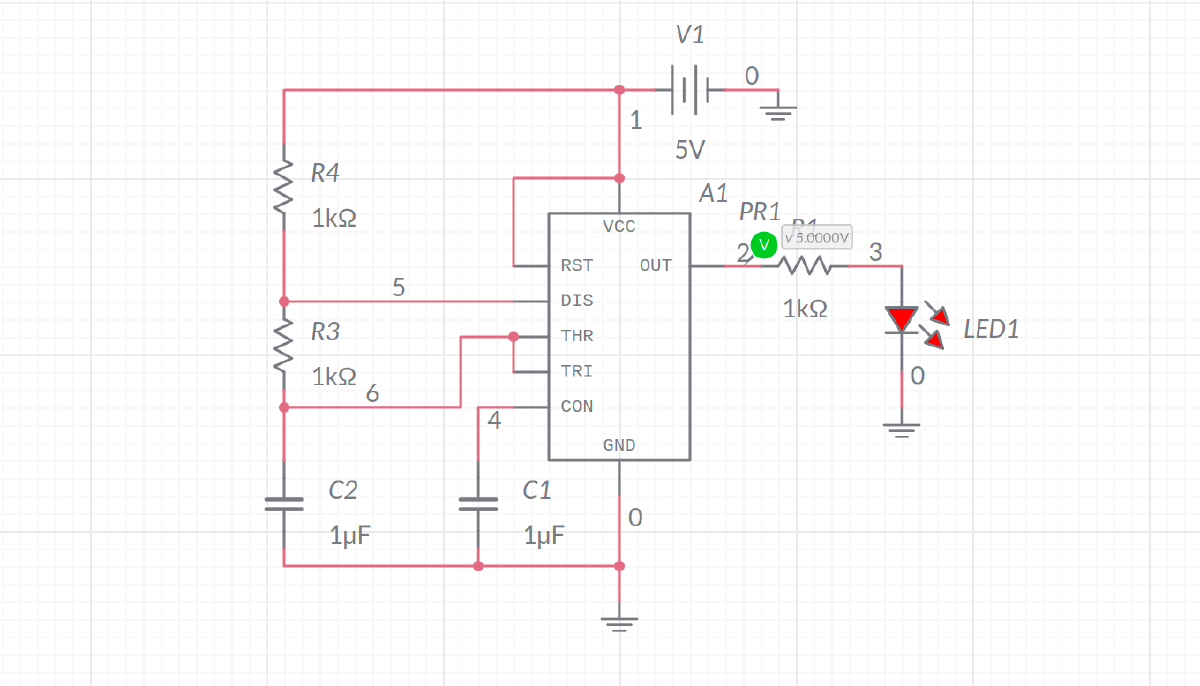 V1
0
1
5V
R4
1kΩ
A1
PR1
V
v 5.0000V
VCC
RST
OUT
2
3
1kΩ
5
DIS
R3
1kΩ
THR
LED1
TRI
0
6
CON
4
GND
C2
1µF
C1
1µF
0